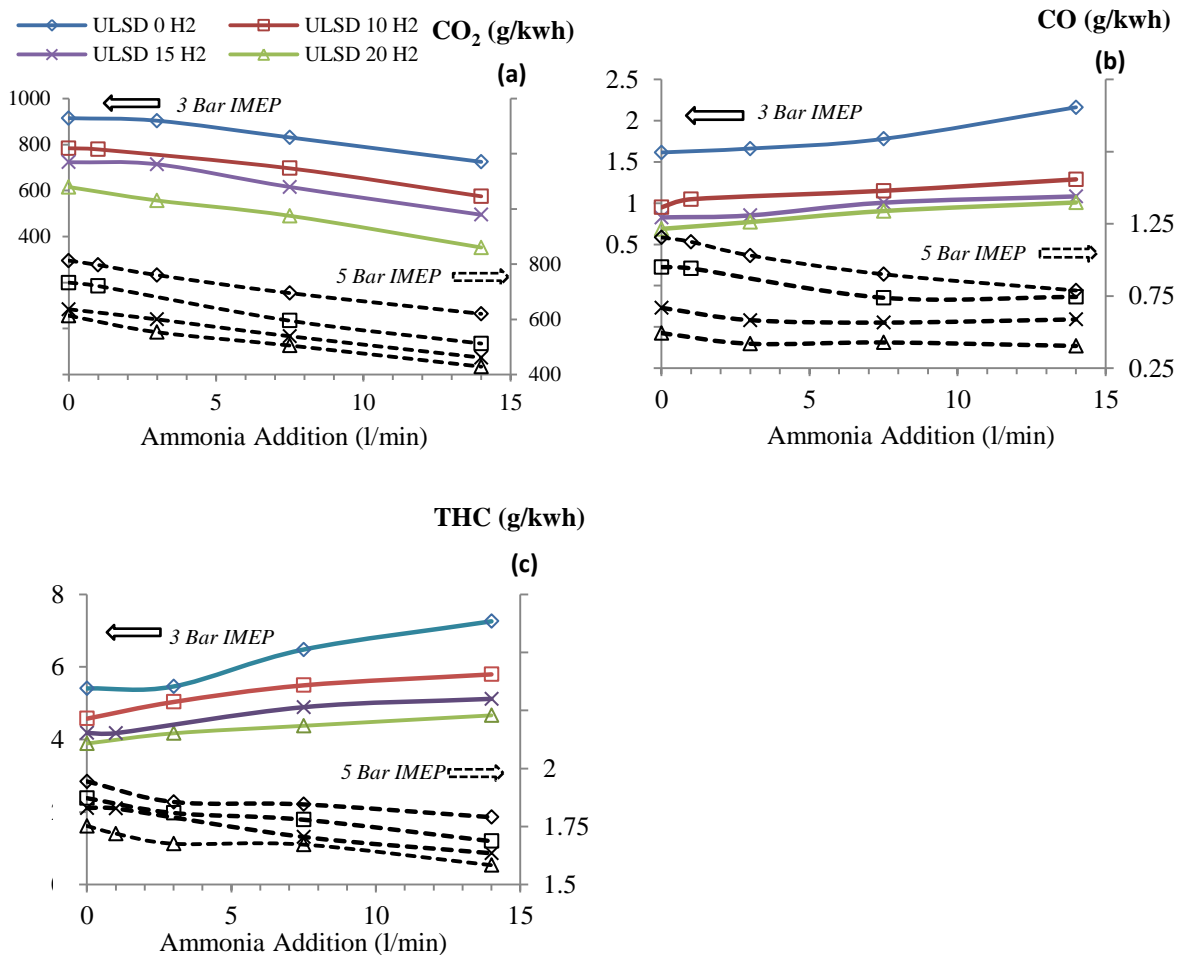 ULSD 0 H2
ULSD 10 H2
ULSD 15 H2
ULSD 20 H2
CO2 (g/kwh)
(a)
3 Bar IMEP
5 Bar IMEP
1000
800
600
400
800
600
400
0 5 10 15
Ammonia Addition (l/min)
CO (g/kwh)
(b)
3 Bar IMEP
5 Bar IMEP
2.5
2
1.5
1
0.5
1.25
0.75
0.25
0 5 10 15
Ammonia Addition (l/min)
THC (g/kwh)
(c)
3 Bar IMEP
5 Bar IMEP
8
6
4
2
1.75
1.5
0 5 10 15
Ammonia Addition (l/min)